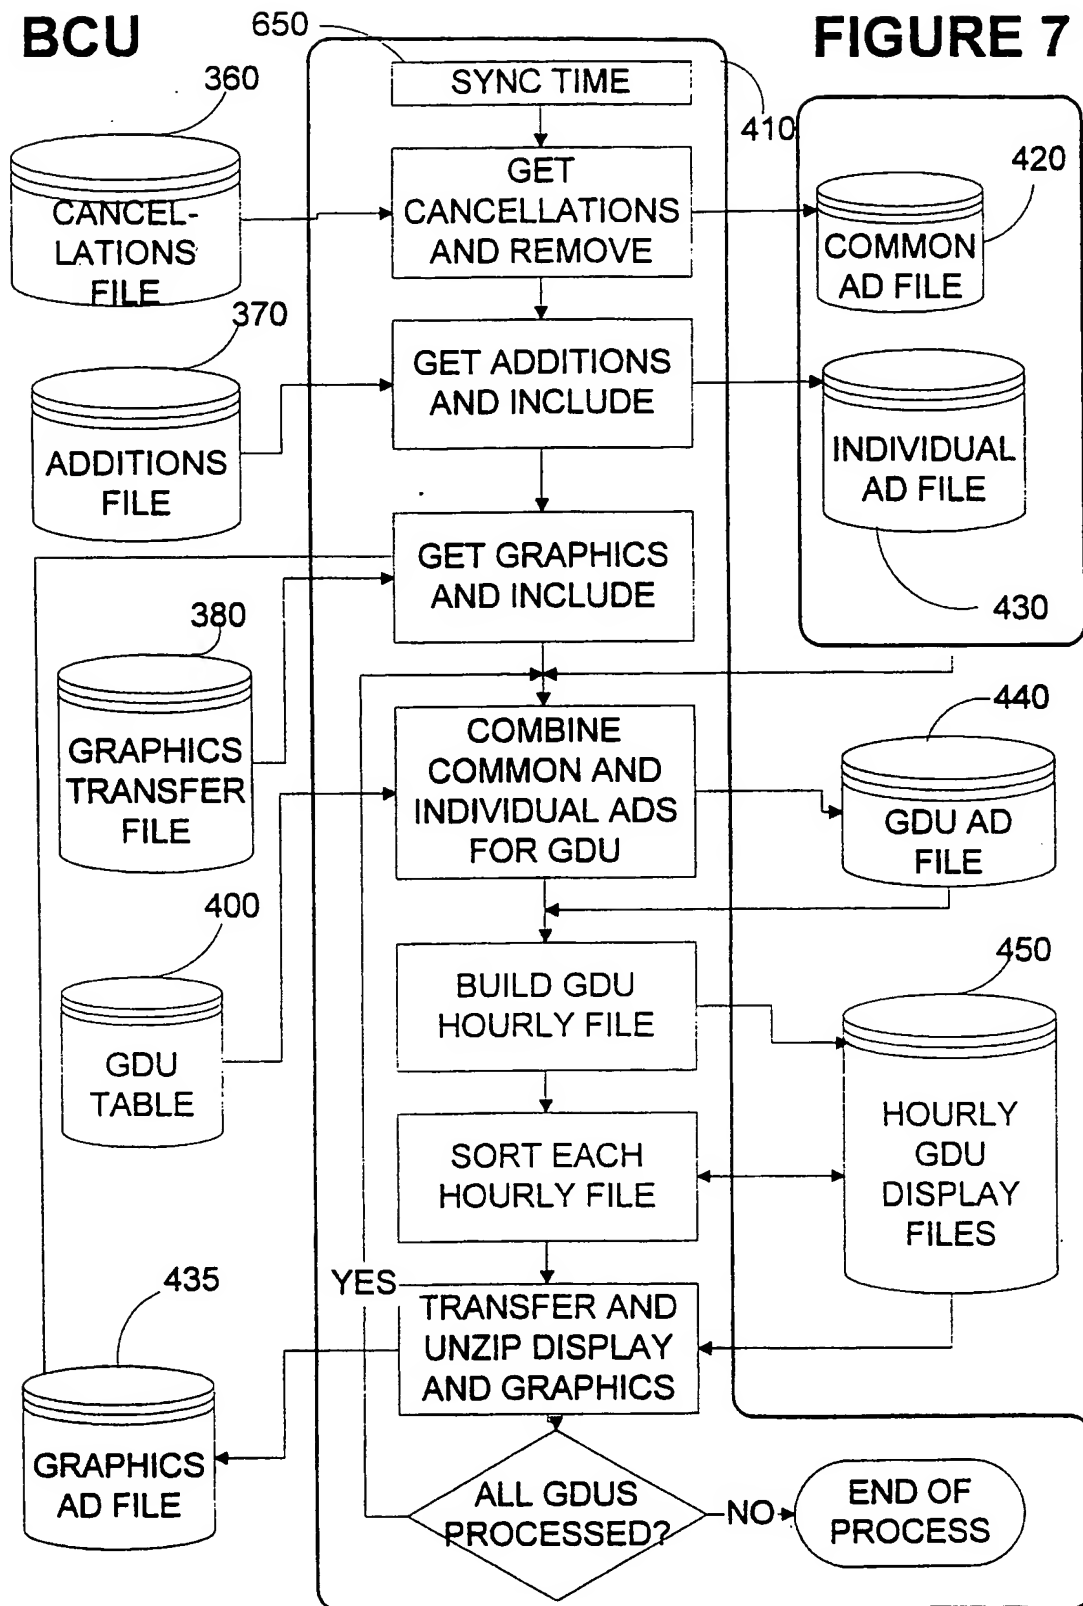 BCU
650
FIGURE 7
360
SYNC TIME
410
420
CANCEL-
LATIONS
FILE
GET
CANCELLATIONS
AND REMOVE
COMMON
AD FILE
370
GET ADDITIONS
AND INCLUDE
ADDITIONS
FILE
INDIVIDUAL
AD FILE
GET GRAPHICS
AND INCLUDE
430
380
GRAPHICS
TRANSFER
FILE
COMBINE
COMMON AND
INDIVIDUAL ADS
FOR GDU
440
GDU AD
FILE
400
GDU
TABLE
BUILD GDU
HOURLY FILE
450
HOURLY
GDU
DISPLAY
FILES
SORT EACH
HOURLY FILE
435
YES
TRANSFER AND
UNZIP DISPLAY
AND GRAPHICS
GRAPHICS
AD FILE
ALL GDUS
PROCESSED?
NO
END OF
PROCESS